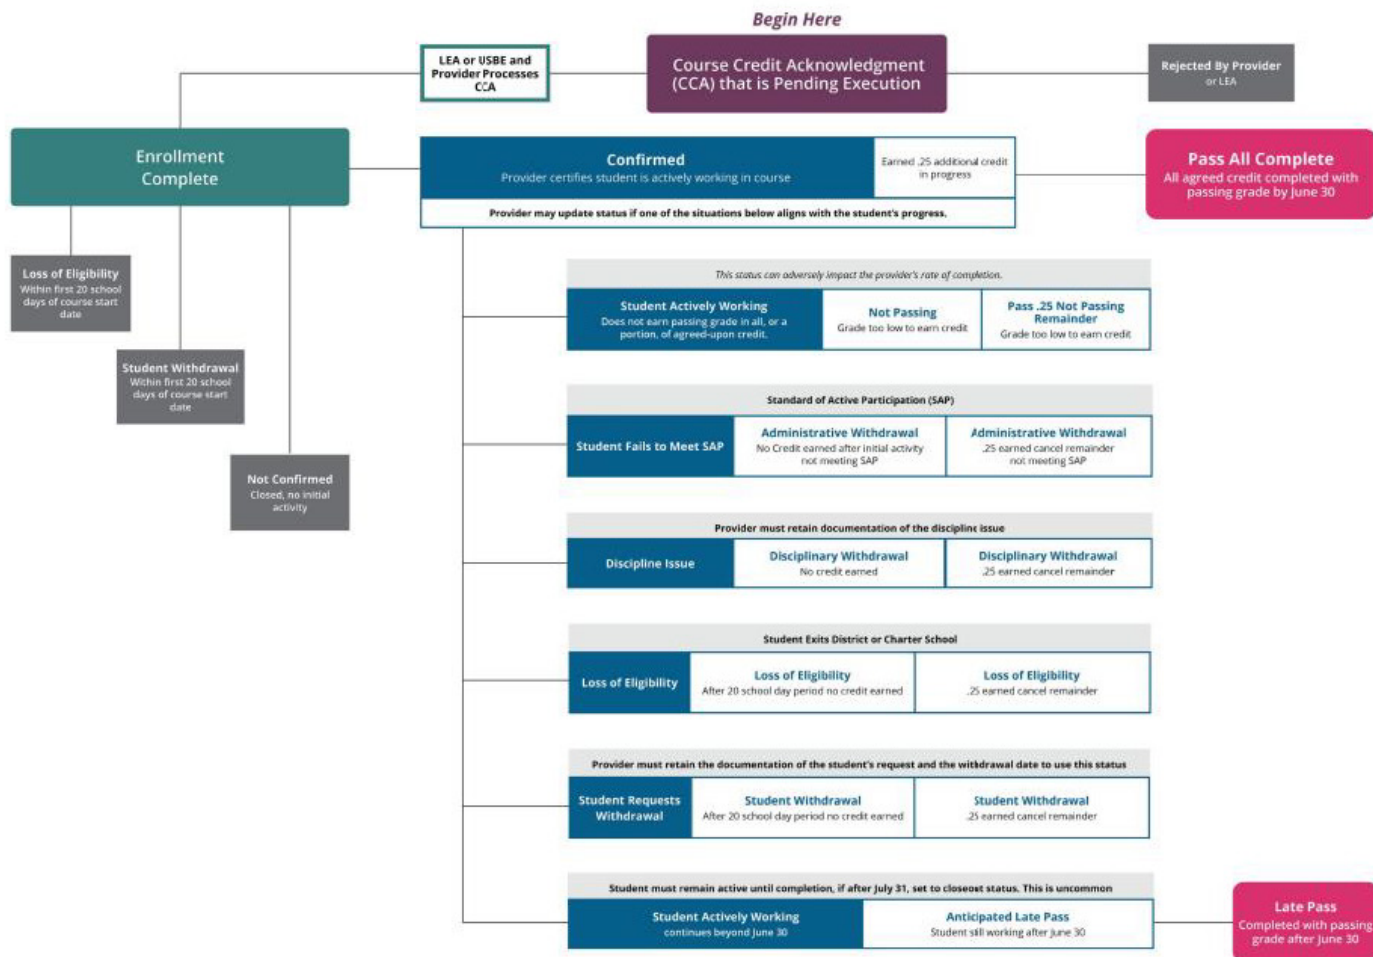 Begin Here
LEA or USBE and
Provider Processes
CCA
Course Credit Acknowledgment
(CCA) that is Pending Execution
Rejected By Provider
or LEA
Enrollment
Complete
Confirmed
Provider certifies student is actively working in course
Earned .25 additional credit
in progress
Provider may update status if one of the situations below aligns with the student's progress.
Pass All Complete
All agreed credit completed with
passing grade by June 30
Loss of Eligibility
Within first 20 school
days of course start
date
Student Withdrawal
Within first 20 school
days of course start
date
Not Confirmed
Closed, no initial
activity
This status can adversely impact the provider's rate of completion.
Student Actively Working
Does not earn passing grade in all, or a
portion, of agreed-upon credit.
Not Passing
Grade too low to earn credit
Pass .25 Not Passing
Remainder
Grade too low to earn credit
Standard of Active Participation (SAP)
Student Fails to Meet SAP
Administrative Withdrawal
No Credit earned after initial activity
not meeting SAP
Administrative Withdrawal
.25 earned cancel remainder
not meeting SAP
Provider must retain documentation of the discipline issue
Discipline Issue
Disciplinary Withdrawal
No credit earned
Disciplinary Withdrawal
.25 earned cancel remainder
Student Exits District or Charter School
Loss of Eligibility
Loss of Eligibility
After 20 school day period no credit earned
Loss of Eligibility
.25 earned cancel remainder
Provider must retain the documentation of the student's request and the withdrawal date to use this status
Student Requests
Withdrawal
Student Withdrawal
After 20 school day period no credit earned
Student Withdrawal
.25 earned cancel remainder
Student must remain active until completion, if after July 31, set to closeout status. This is uncommon
Student Actively Working
continues beyond June 30
Anticipated Late Pass
Student still working after June 30
Late Pass
Completed with passing
grade after June 30